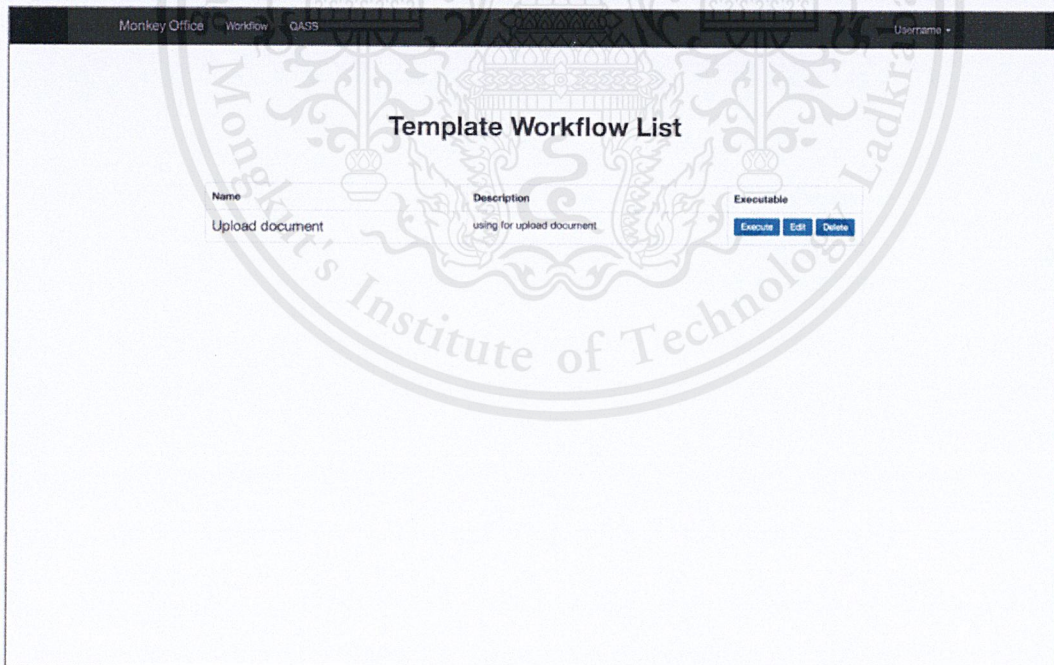 Monkey Office Workflow QASS Username
Template Workflow List
Name Description Executable
Upload document using for upload document Execute Edit Delete
Mongkut's Institute of Technology Ladkra